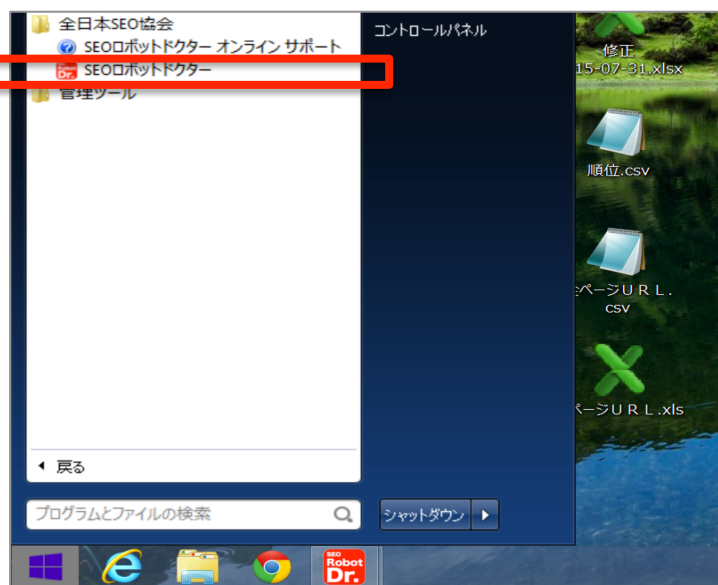 全日本SEO協会
SEOロボットドクター オンライン サポート
Dr.
SEOロボットドクター
管理ツール
戻る
プログラムとファイルの検索
コントロールパネル
シャットダウン
修正
15-07-31.xlsx
順位.csv
ページURL.
csv
ページURL.xls
SEO
Robot
Dr.